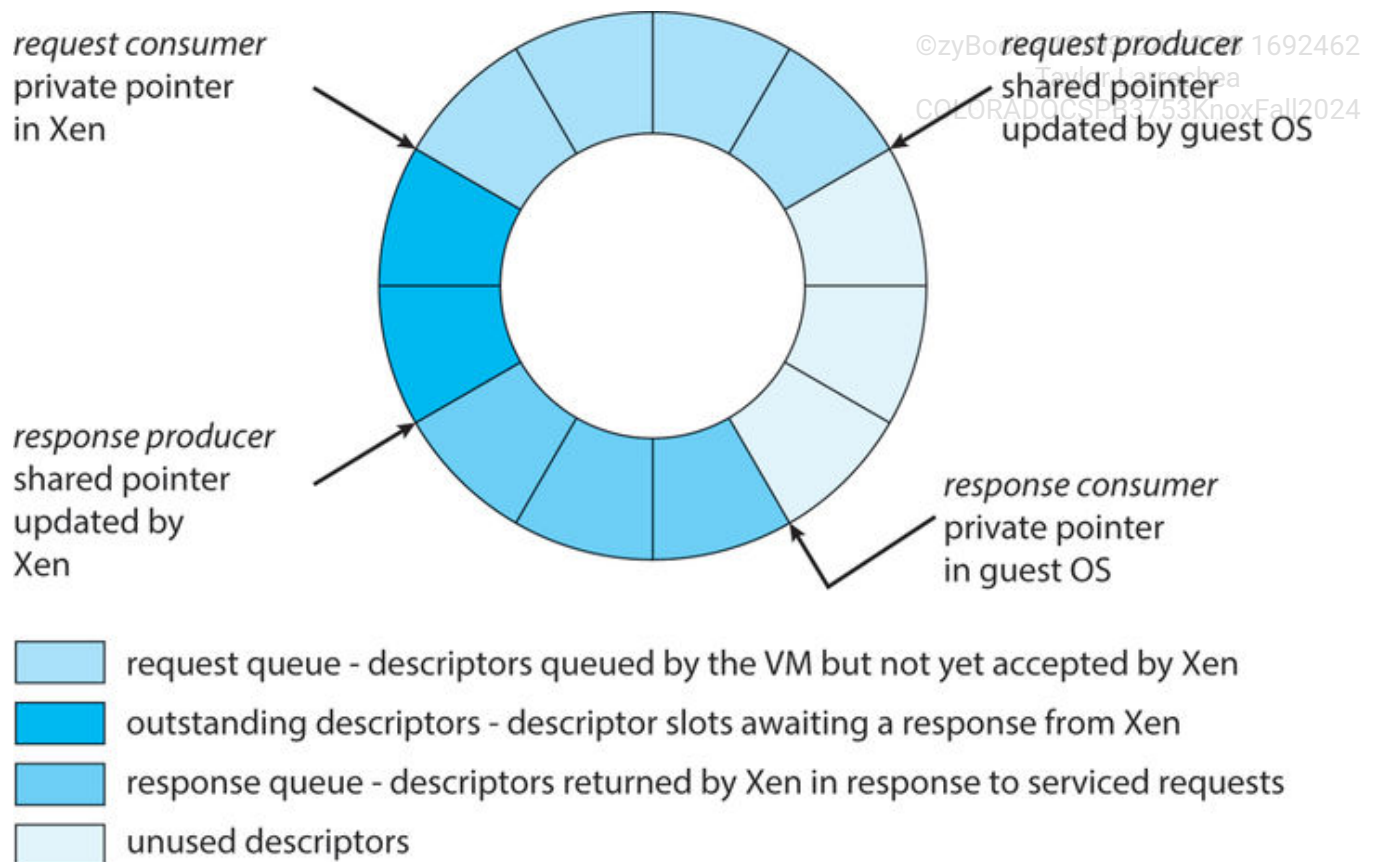 request consumer
private pointer
in Xen
request producer
shared pointer
updated by guest OS
©zyBo 1692462
COLORADOCSPB3753KnoxFall2024
response producer
shared pointer
updated by
Xen
response consumer
private pointer
in guest OS
request queue - descriptors queued by the VM but not yet accepted by Xen
outstanding descriptors - descriptor slots awaiting a response from Xen
response queue - descriptors returned by Xen in response to serviced requests
unused descriptors